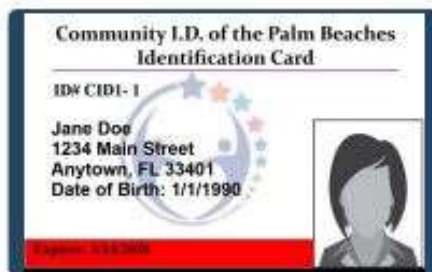 Community I.D. of the Palm Beaches
Identification Card
ID# CID1- 1
Jane Doe
1234 Main Street
Anytown, FL 33401
Date of Birth: 1/1/1990
Expires: